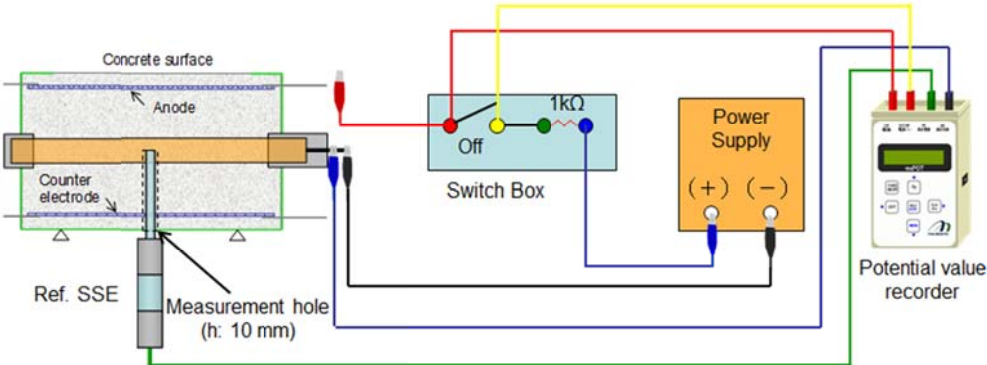 Concrete surface
Anode
Counter
electrode
Ref. SSE
Measurement hole
(h: 10 mm)
1kΩ
Off
Switch Box
Power
Supply
(+) (−)
Potential value
recorder